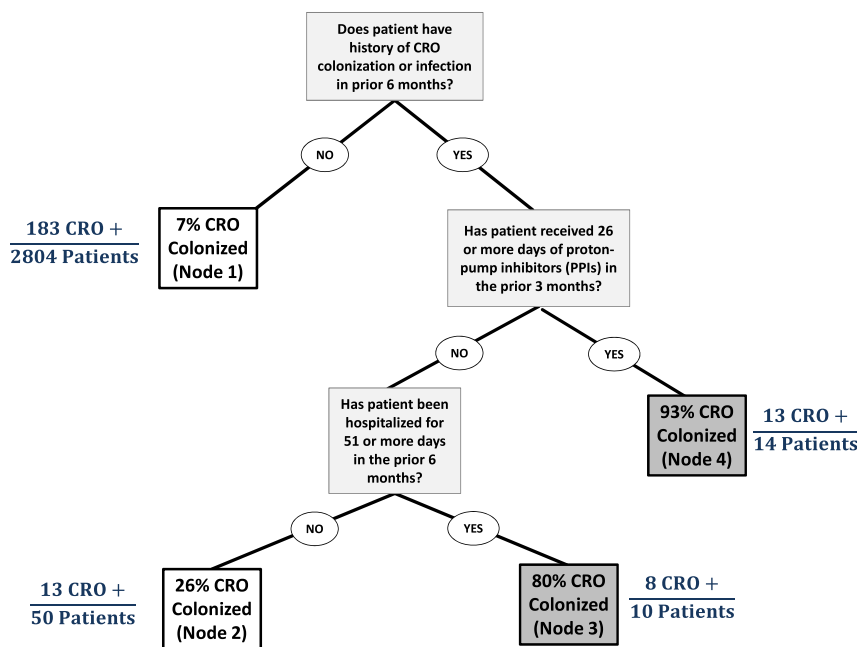 Does patient have
history of CRO
colonization or infection
in prior 6 months?
NO
YES
183 CRO +
2804 Patients
7% CRO
Colonized
(Node 1)
Has patient received 26
or more days of proton-
pump inhibitors (PPIs) in
the prior 3 months?
NO
YES
Has patient been
hospitalized for
51 or more days
in the prior 6
months?
93% CRO
Colonized
(Node 4)
13 CRO +
14 Patients
NO
YES
13 CRO +
50 Patients
26% CRO
Colonized
(Node 2)
80% CRO
Colonized
(Node 3)
8 CRO +
10 Patients